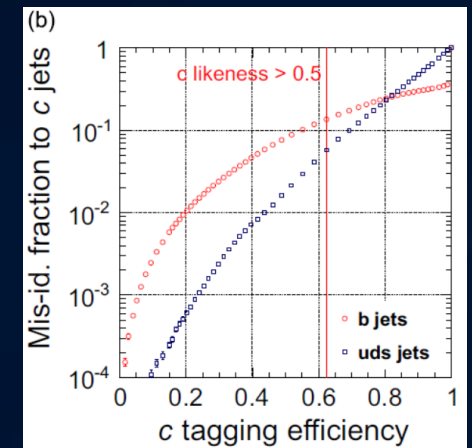 (b)
1
c likeness > 0.5
10⁻¹
10⁻²
10⁻³
b jets
uds jets
10⁻⁴
0 0.2 0.4 0.6 0.8 1
c tagging efficiency
Mis-id. fraction to c jets